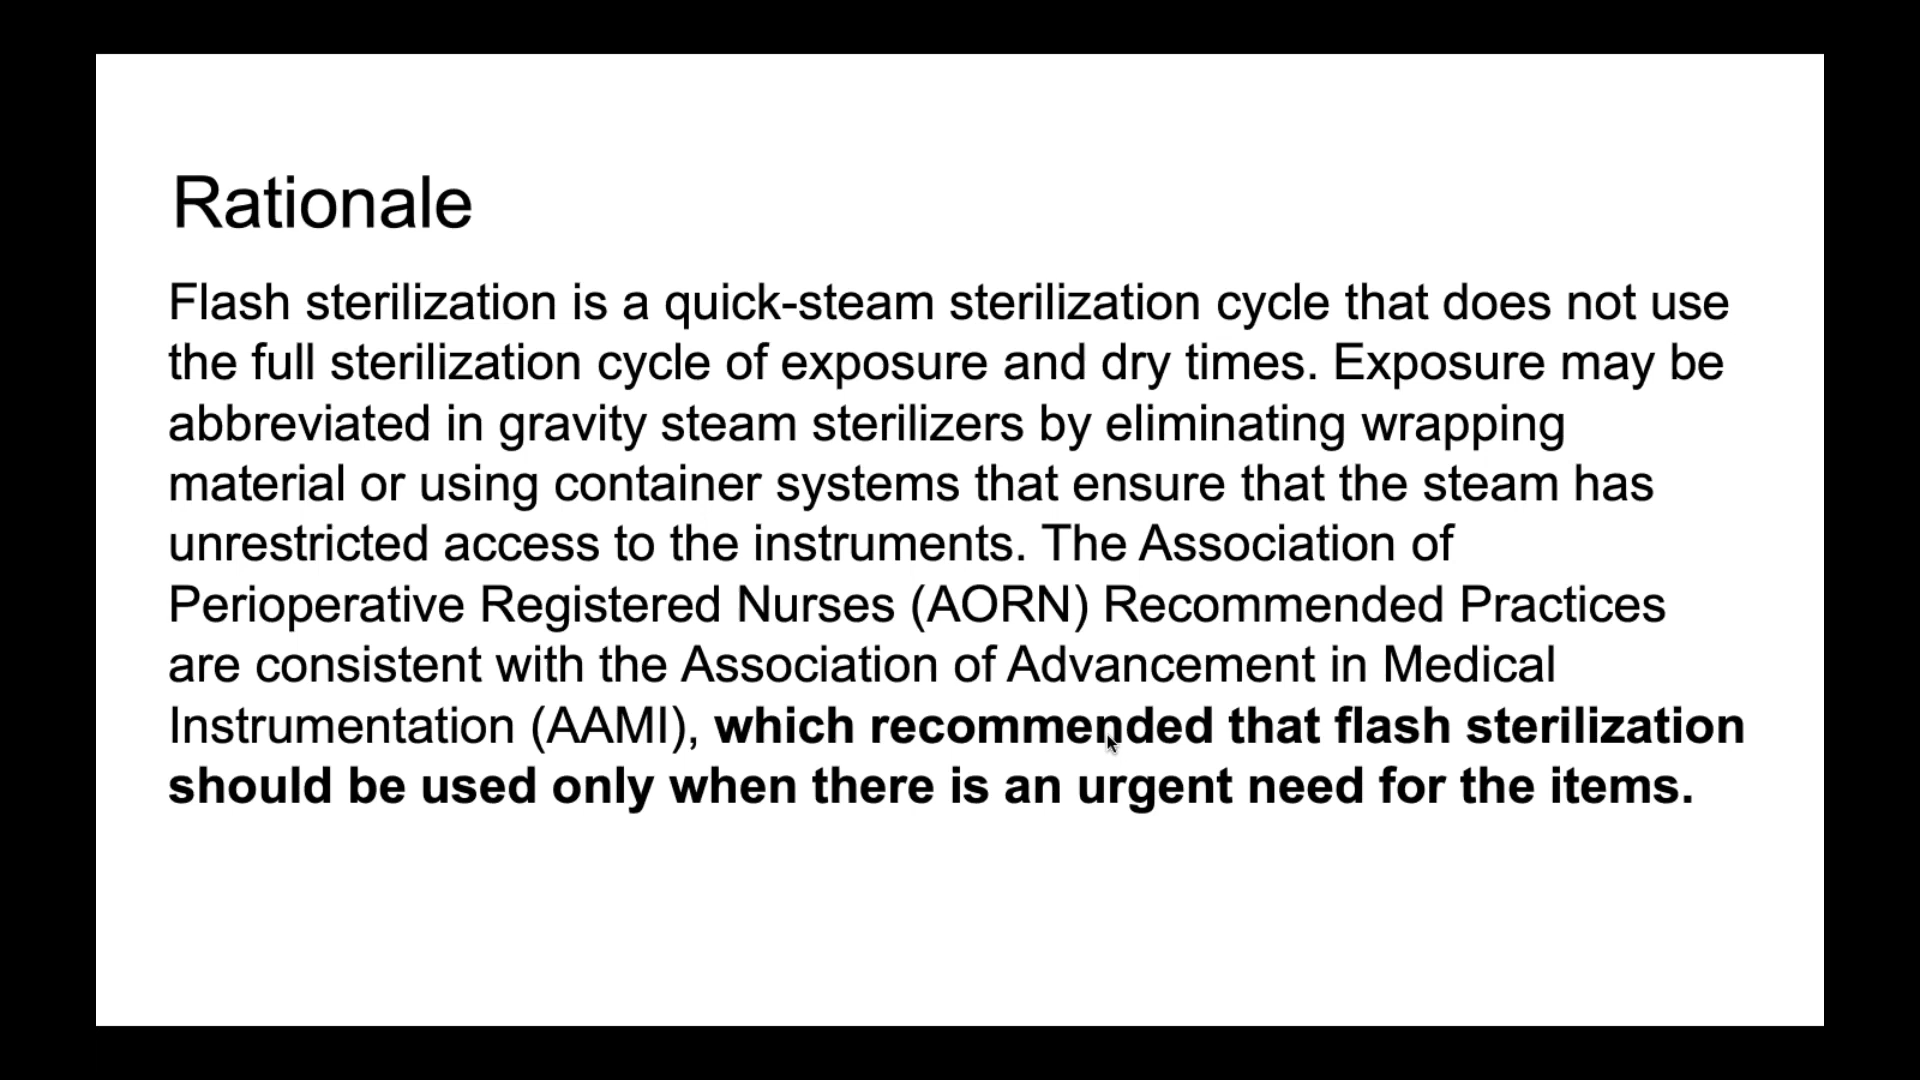 Rationale
Flash sterilization is a quick-steam sterilization cycle that does not use
the full sterilization cycle of exposure and dry times. Exposure may be
abbreviated in gravity steam sterilizers by eliminating wrapping
material or using container systems that ensure that the steam has
unrestricted access to the instruments. The Association of
Perioperative Registered Nurses (AORN) Recommended Practices
are consistent with the Association of Advancement in Medical
Instrumentation (AAMI), which recommended that flash sterilization
should be used only when there is an urgent need for the items.